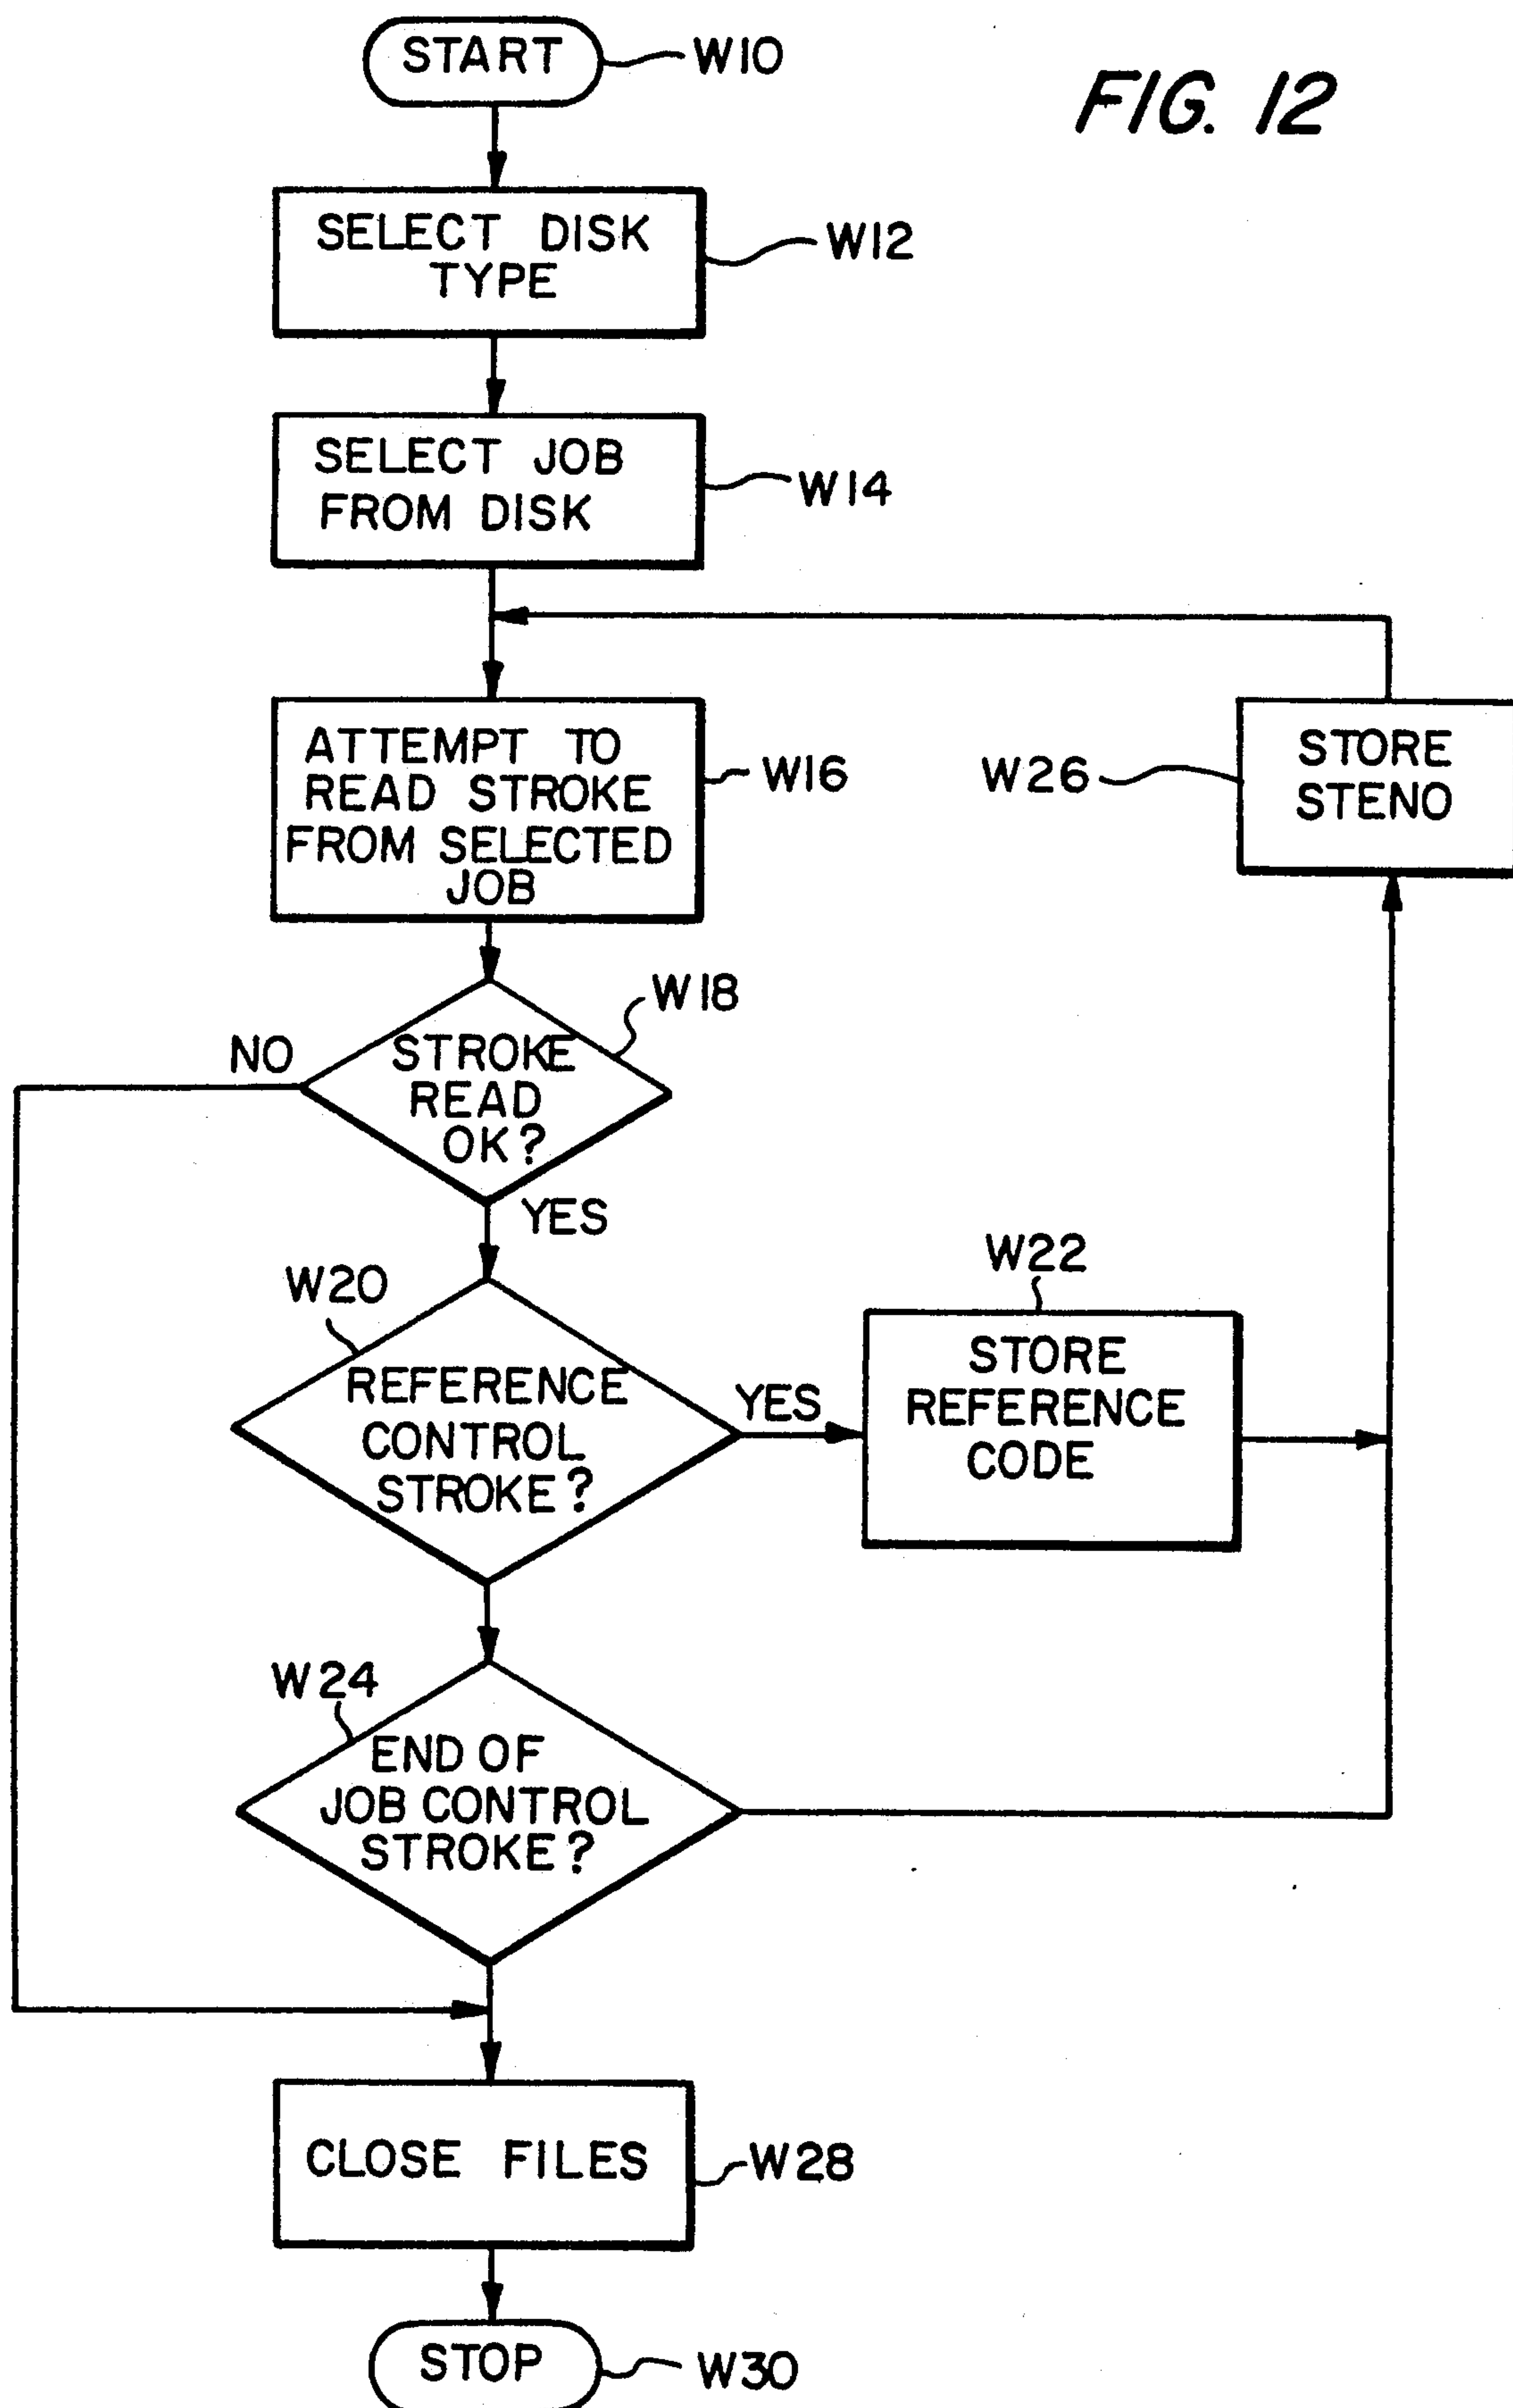 START
W10
FIG. 12
SELECT DISK
TYPE
W12
SELECT JOB
FROM DISK
W14
ATTEMPT TO
READ STROKE
FROM SELECTED
JOB
W16
W26
STORE
STENO
W18
NO
STROKE
READ
OK?
YES
W20
REFERENCE
CONTROL
STROKE?
YES
W22
STORE
REFERENCE
CODE
W24
END OF
JOB CONTROL
STROKE?
CLOSE FILES
W28
STOP
W30